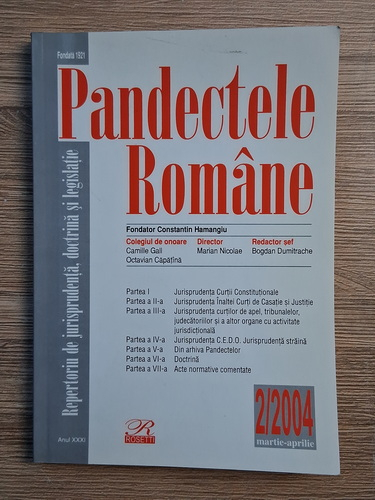 Fondată 1921
Pandectele
Române
Repertoriu de jurisprudență, doctrină și legislație
Fondator Constantin Hamangiu
Colegiul de onoare Director Redactor șef
Camille Gall Marian Nicolae Bogdan Dumitrache
Octavian Căpățînă
Partea I Jurisprudența Curții Constituționale
Partea a II-a Jurisprudența Înaltei Curți de Casație și Justiție
Partea a III-a Jurisprudența curților de apel, tribunalelor,
judecătoriilor și a altor organe cu activitate
jurisdicțională
Partea a IV-a Jurisprudența C.E.D.O. Jurisprudență străină
Partea a V-a Din arhiva Pandectelor
Partea a VI-a Doctrină
Partea a VII-a Acte normative comentate
2/2004
martie-aprilie
Anul XXXI
R
ROSETTI